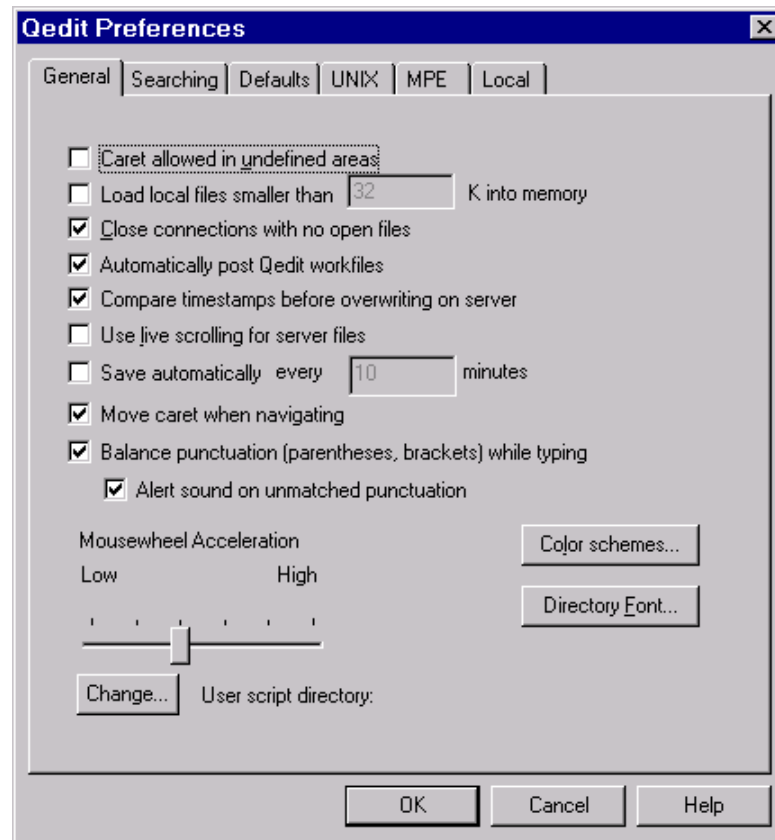 Qedit Preferences
General Searching Defaults UNIX MPE Local
Caret allowed in undefined areas
Load local files smaller than 32 K into memory
Close connections with no open files
Automatically post Qedit workfiles
Compare timestamps before overwriting on server
Use live scrolling for server files
Save automatically every 10 minutes
Move caret when navigating
Balance punctuation (parentheses, brackets) while typing
Alert sound on unmatched punctuation
Mousewheel Acceleration
Color schemes...
Low High
Directory Font...
Change... User script directory:
OK Cancel Help